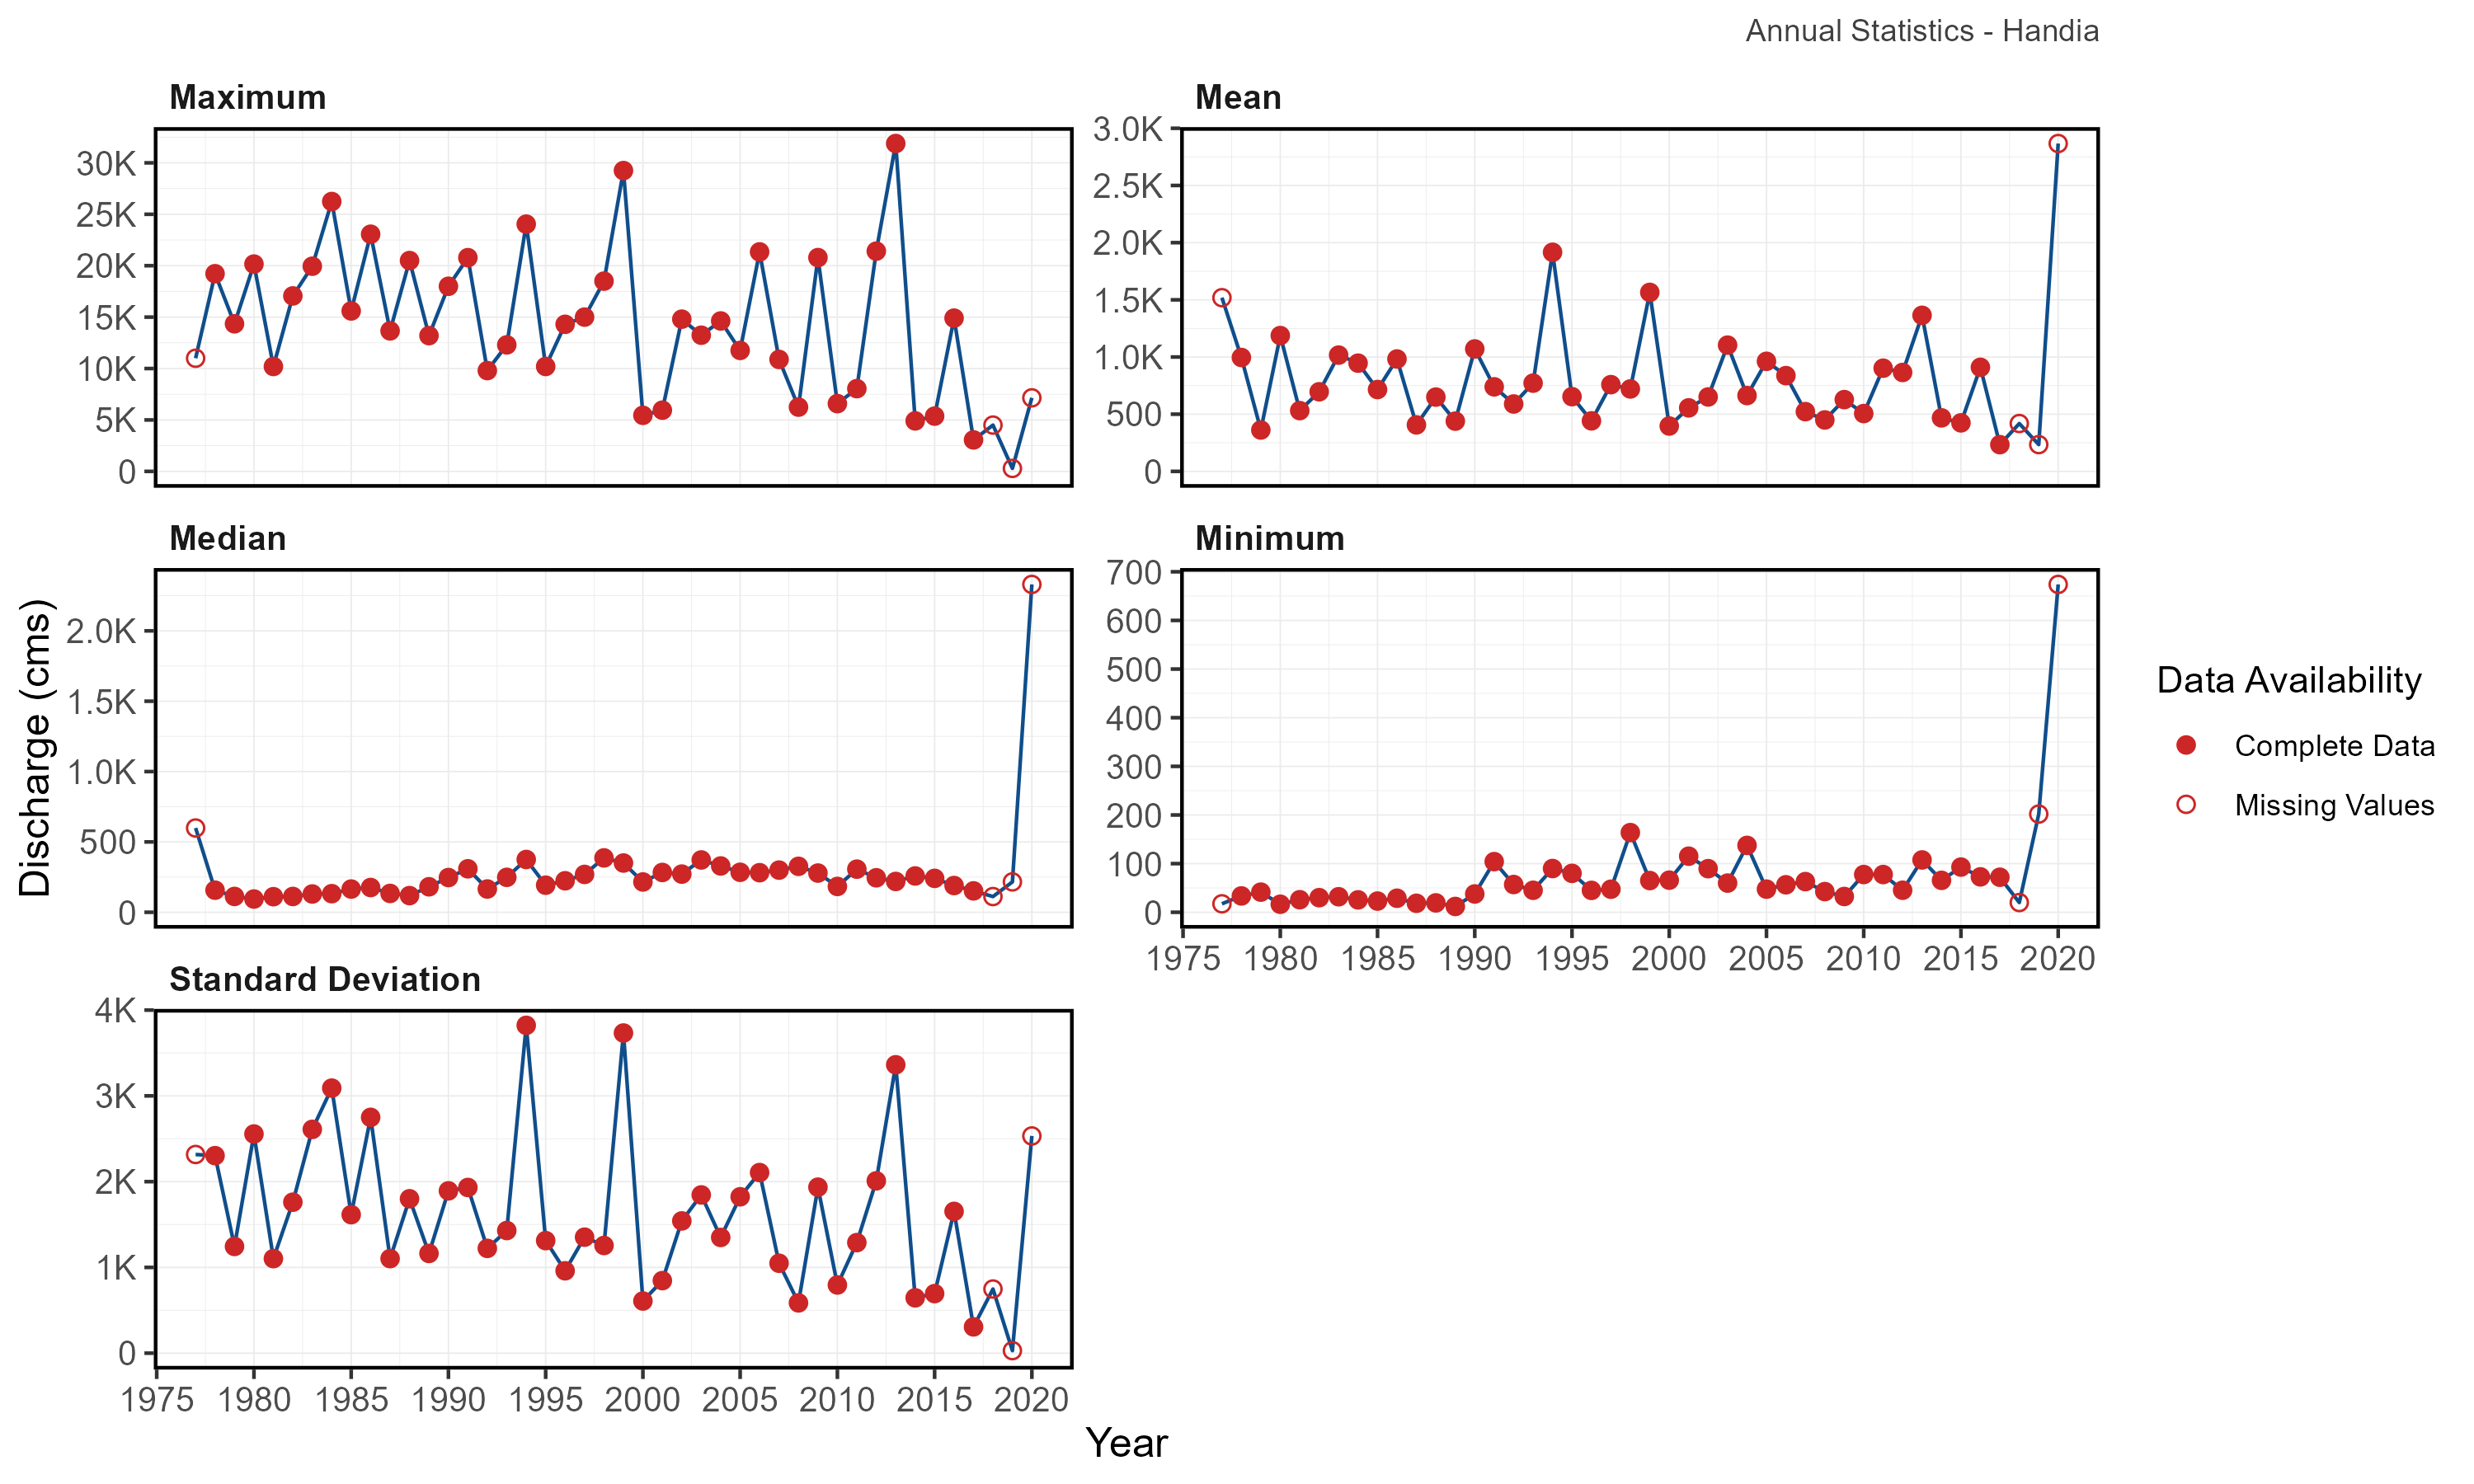 Annual Statistics - Handia
Maximum
30K
25K
20K
15K
10K
5K
0
Mean
3.0K
2.5K
2.0K
1.5K
1.0K
500
0
Discharge (cms)
Median
2.0K
1.5K
1.0K
500
0
Minimum
700
600
500
400
300
200
100
0
1975 1980 1985 1990 1995 2000 2005 2010 2015 2020
Standard Deviation
4K
3K
2K
1K
0
1975 1980 1985 1990 1995 2000 2005 2010 2015 2020
Year
Data Availability
Complete Data
Missing Values